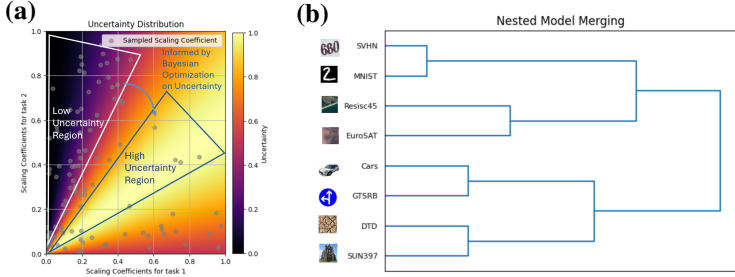 (a)
Uncertainty Distribution
Sampled Scaling Coefficient
Informed by
Bayesian
Optimization
on Uncertainty
Low
Uncertainty
Region
High
Uncertainty
Region
1.0
0.8
0.6
0.4
0.2
0.0
0.0 0.2 0.4 0.6 0.8 1.0
Scaling Coefficients for task 2
Scaling Coefficients for task 1
1.0
0.8
0.6
0.4
0.2
0.0
Uncertainty
(b)
Nested Model Merging
680
SVHN
2
MNIST
Resisc45
EuroSAT
Cars
GTSRB
DTD
SUN397